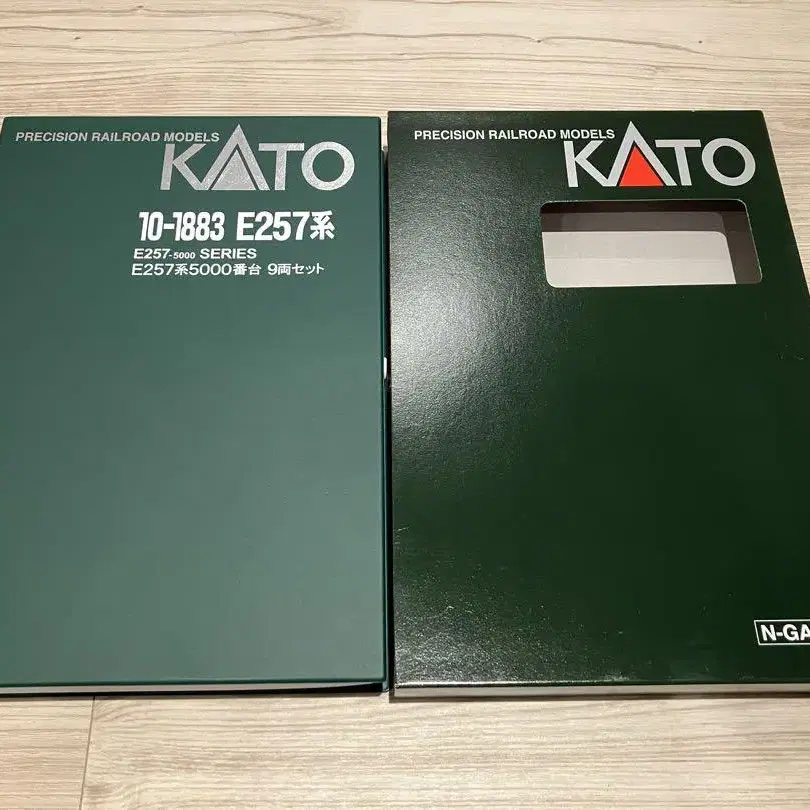 PRECISION RAILROAD MODELS
KATO
10-1883 E257系
E257-5000 SERIES
E257系5000番台 9両セット
PRECISION RAILROAD MODELS
KATO
N-GA